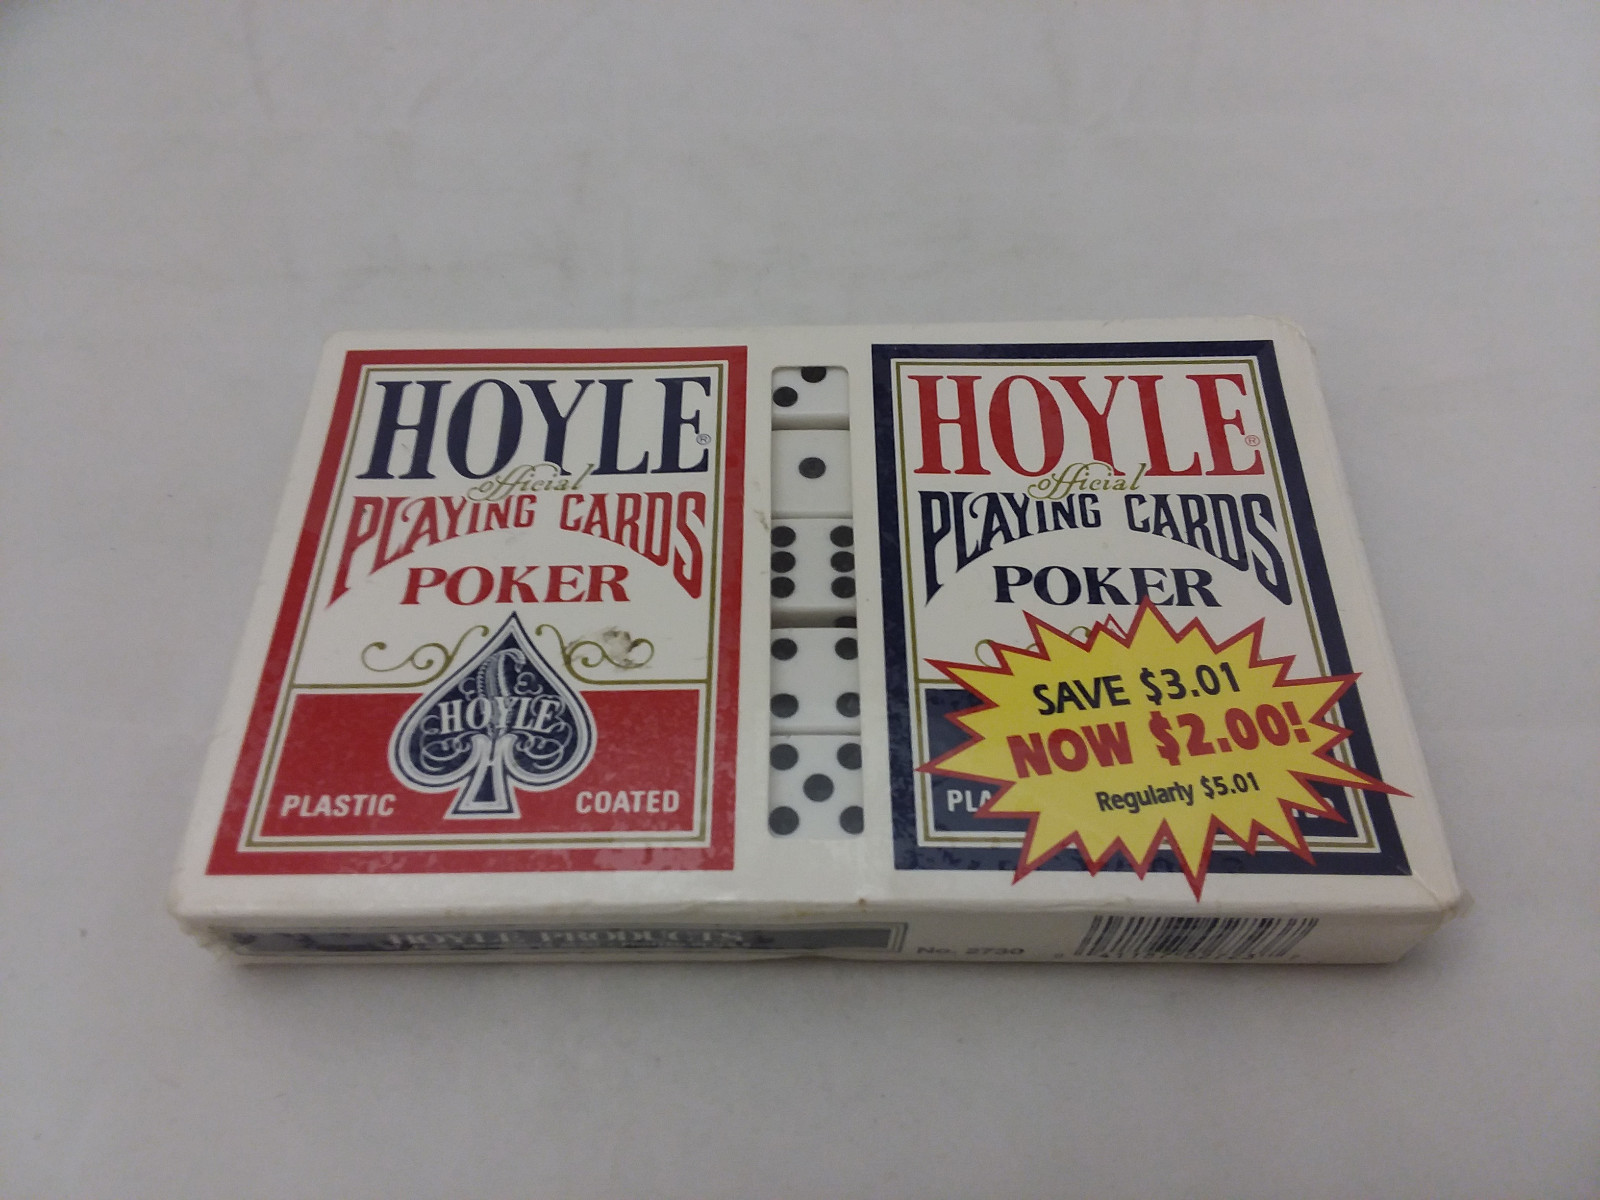 HOYLE®
official
PLAYING CARDS
POKER
HOYLE
PLASTIC COATED
HOYLE®
official
PLAYING CARDS
POKER
SAVE $3.01
NOW $2.00!
Regularly $5.01
PLA
HOYLE PRODUCTS
No. 2730